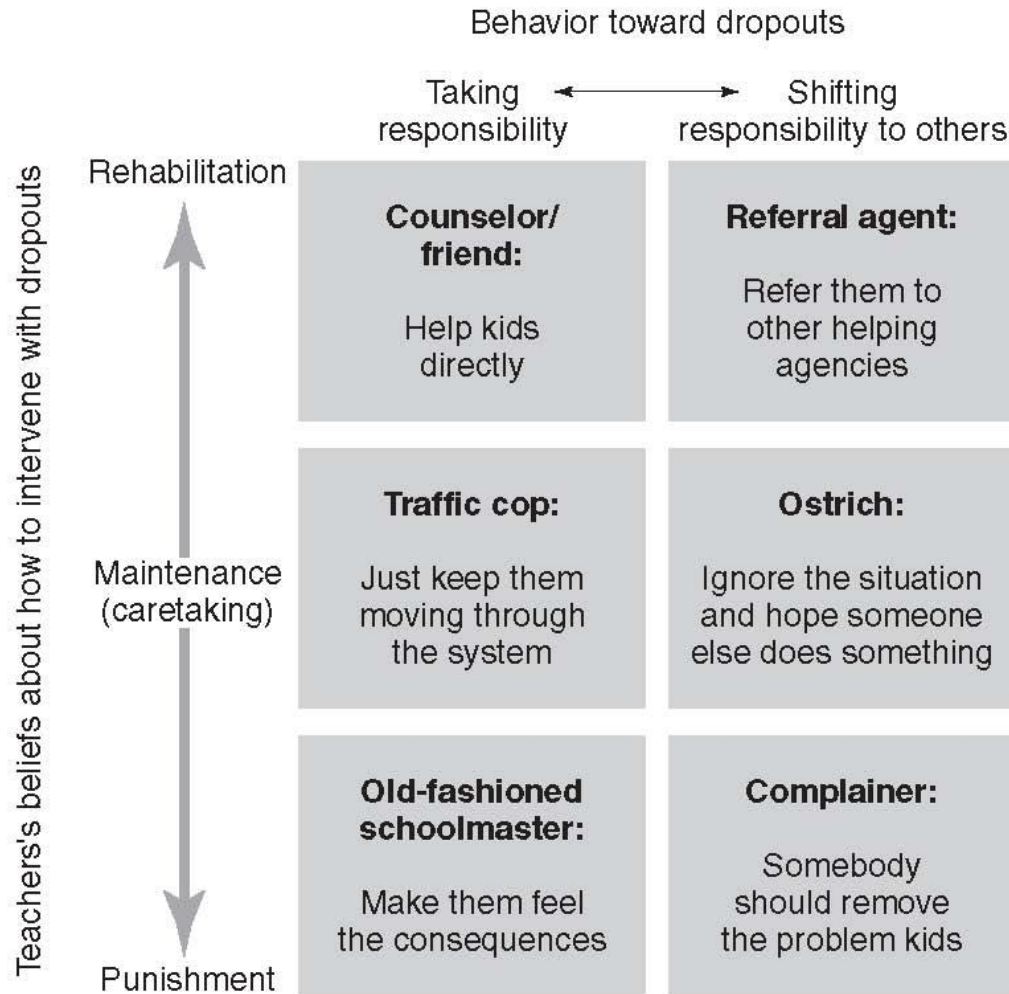 Behavior toward dropouts
Taking
responsibility
Shifting
responsibility to others
Teachers's beliefs about how to intervene with dropouts
Rehabilitation
Counselor/
friend:
Help kids
directly
Referral agent:
Refer them to
other helping
agencies
Maintenance
(caretaking)
Traffic cop:
Just keep them
moving through
the system
Ostrich:
Ignore the situation
and hope someone
else does something
Punishment
Old-fashioned
schoolmaster:
Make them feel
the consequences
Complainer:
Somebody
should remove
the problem kids